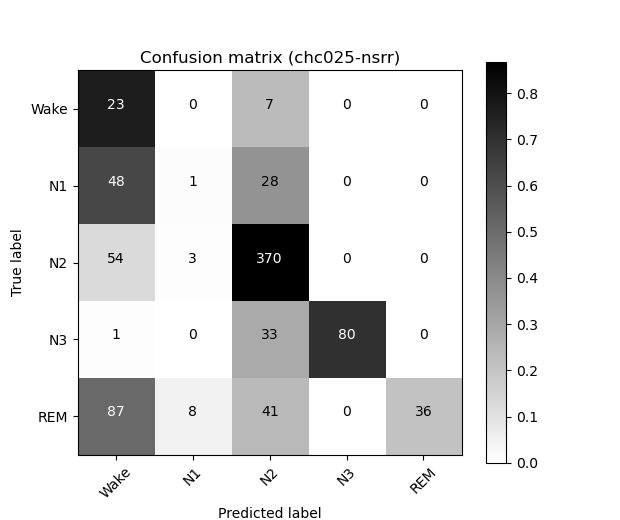 Confusion matrix (chc025-nsrr)
Wake 23 0 7 0 0
N1 48 1 28 0 0
N2 54 3 370 0 0
N3 1 0 33 80 0
REM 87 8 41 0 36
Wake N1 N2 N3 REM
True label
Predicted label
0.8
0.7
0.6
0.5
0.4
0.3
0.2
0.1
0.0